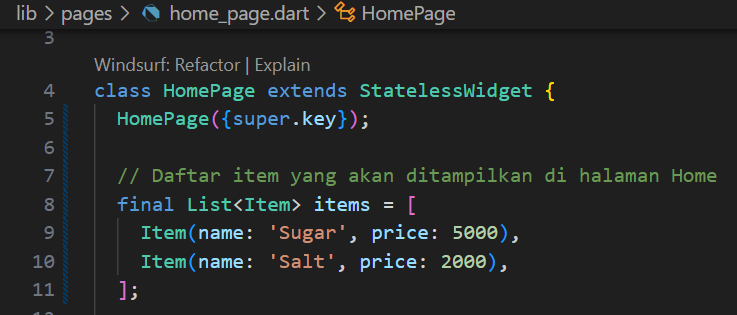 lib > pages > home_page.dart > HomePage
3
Windsurf: Refactor | Explain
4 class HomePage extends StatelessWidget {
5 HomePage({super.key});
6
7 // Daftar item yang akan ditampilkan di halaman Home
8 final List<Item> items = [
9 Item(name: 'Sugar', price: 5000),
10 Item(name: 'Salt', price: 2000),
11 ];